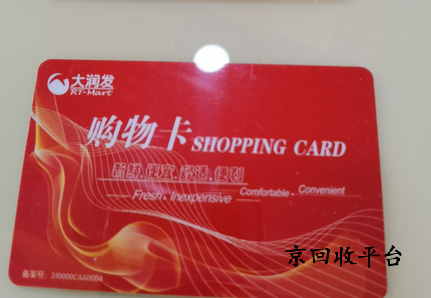 大润发
RT-Mart
购物卡 SHOPPING CARD
新鲜、便宜、舒适、便利
Fresh、Inexpensive Comfortable、Convenient
京回收平台
备案号：310000CAA0084